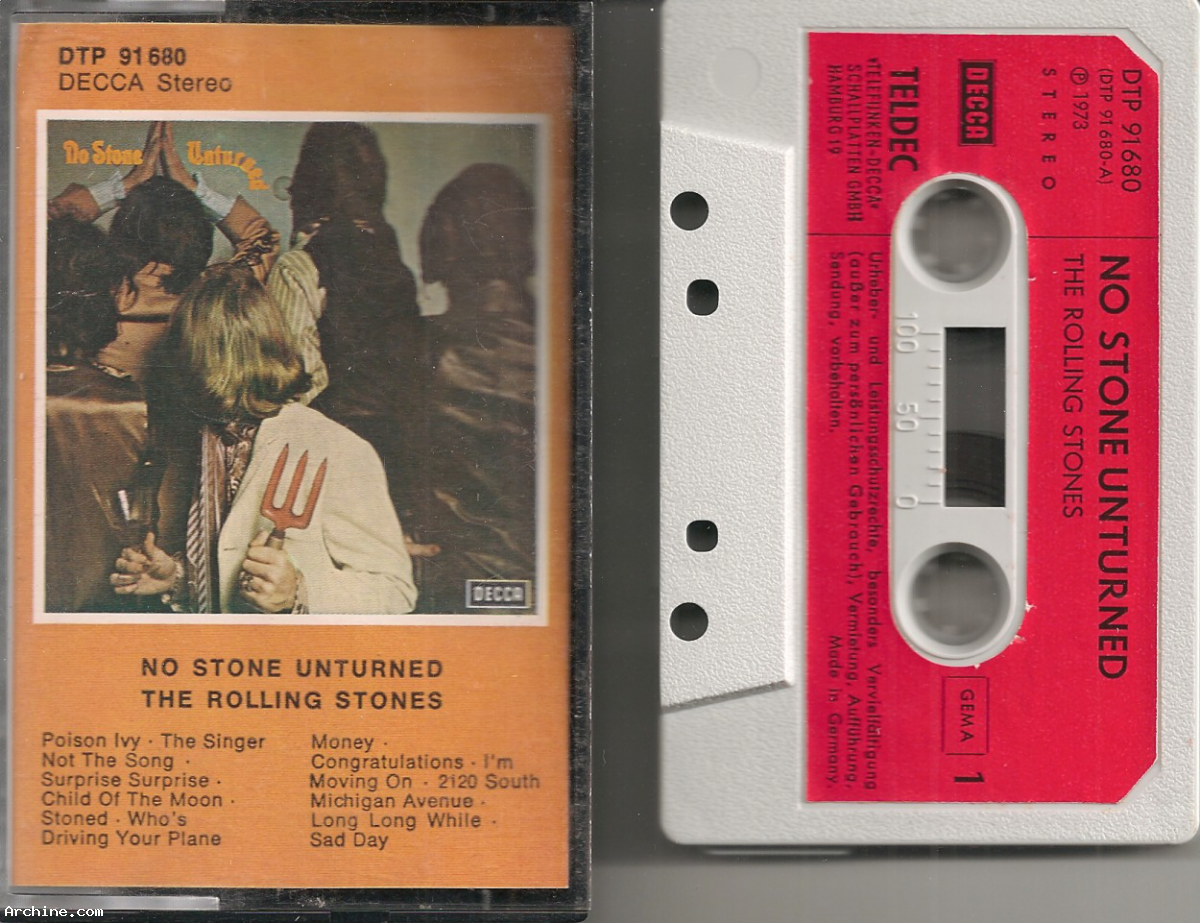 DTP 91680
DECCA Stereo
No Stone Unturned
DECCA
NO STONE UNTURNED
THE ROLLING STONES
Poison Ivy · The Singer
Not The Song ·
Surprise Surprise ·
Child Of The Moon ·
Stoned · Who's
Driving Your Plane
Money ·
Congratulations · I'm
Moving On · 2120 South
Michigan Avenue ·
Long Long While ·
Sad Day
DTP 91680
(DTP 91 680-A)
Ⓟ 1973
STEREO
DECCA
TELDEC
»TELEFUNKEN-DECCA«
SCHALLPLATTEN GMBH
HAMBURG 19
NO STONE UNTURNED
THE ROLLING STONES
100 50 0
Urheber- und Leistungsschutzrechte, besonders Vervielfältigung
(außer zum persönlichen Gebrauch), Vermietung, Aufführung,
Sendung, vorbehalten. Made in Germany.
GEMA
1
Archine.com